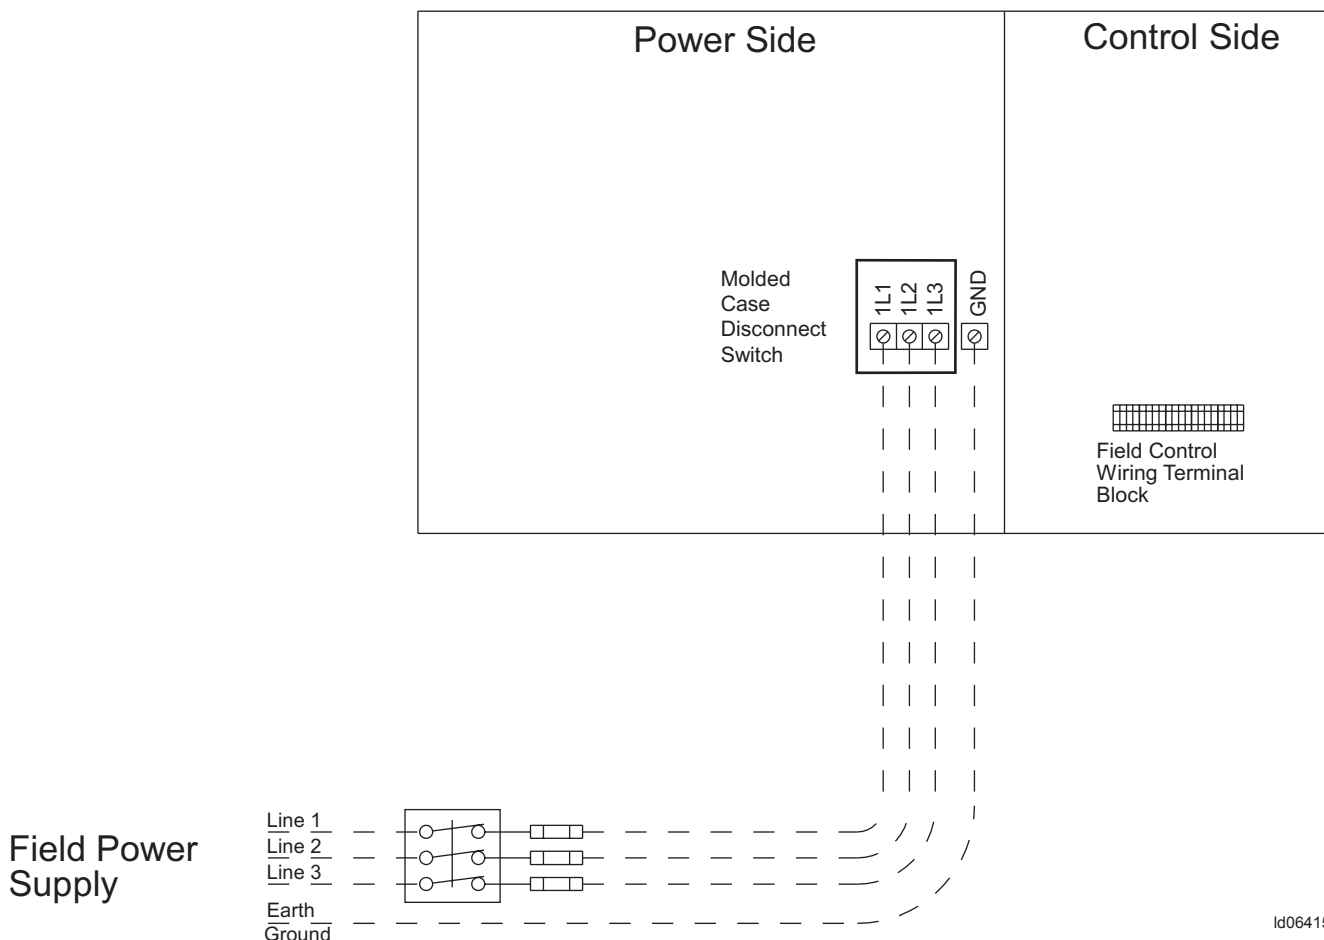 Power Side
Control Side
Molded
Case
Disconnect
Switch
1L1
1L2
1L3
GND
Field Control
Wiring Terminal
Block
Field Power
Supply
Line 1
Line 2
Line 3
Earth
Ground
ld06415